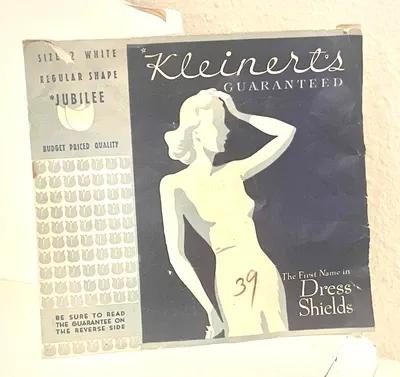 SIZE 2 WHITE
REGULAR SHAPE
*JUBILEE
BUDGET PRICED QUALITY
BE SURE TO READ
THE GUARANTEE ON
THE REVERSE SIDE
*Kleinert's
GUARANTEED
39
The First Name in
Dress
Shields